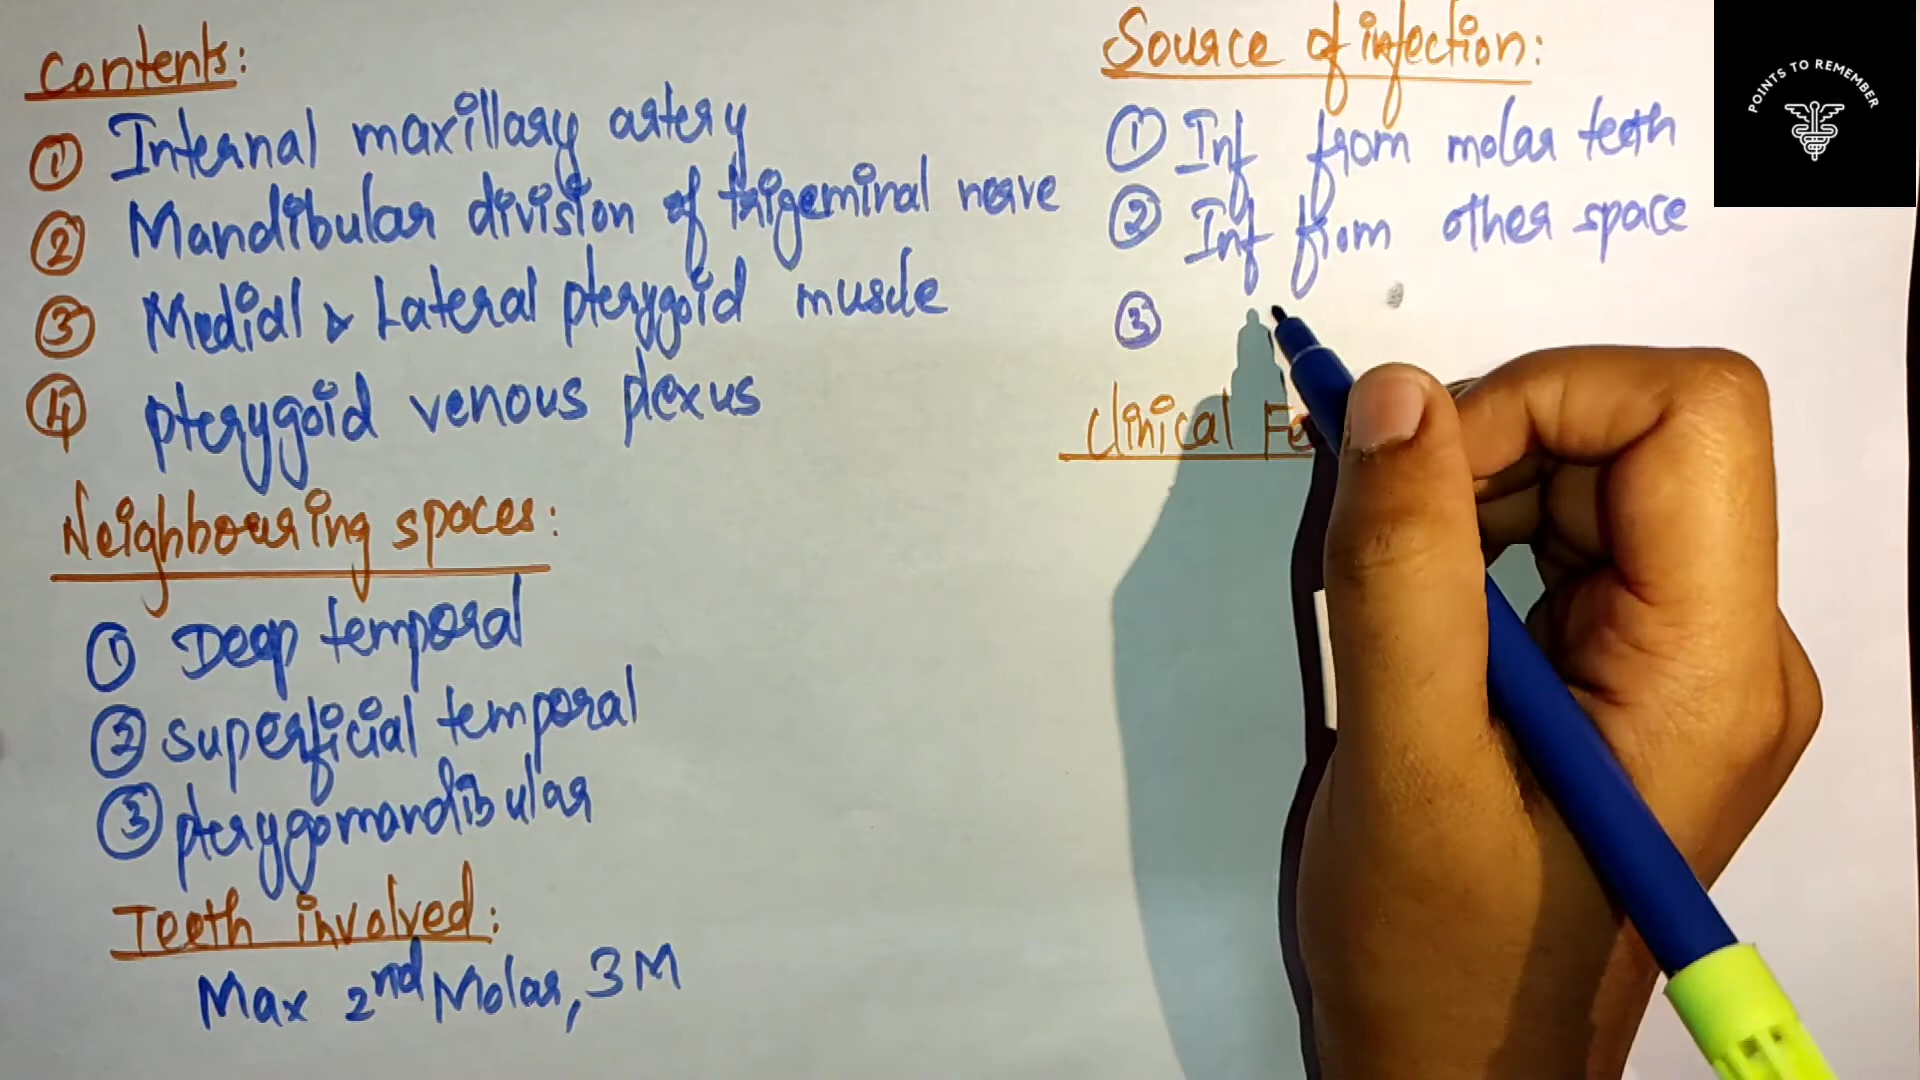 Contents:
① Internal maxillary artery
② Mandibular division of trigeminal nerve
③ Medial & Lateral pterygoid muscle
④ pterygoid venous plexus
Neighbouring spaces:
① Deep temporal
② superficial temporal
③ pterygomandibular
Teeth involved:
Max 2nd Molar, 3M
Source of infection:
① Inf from molar teeth
② Inf from other space
③
Clinical Fe
POINTS TO REMEMBER